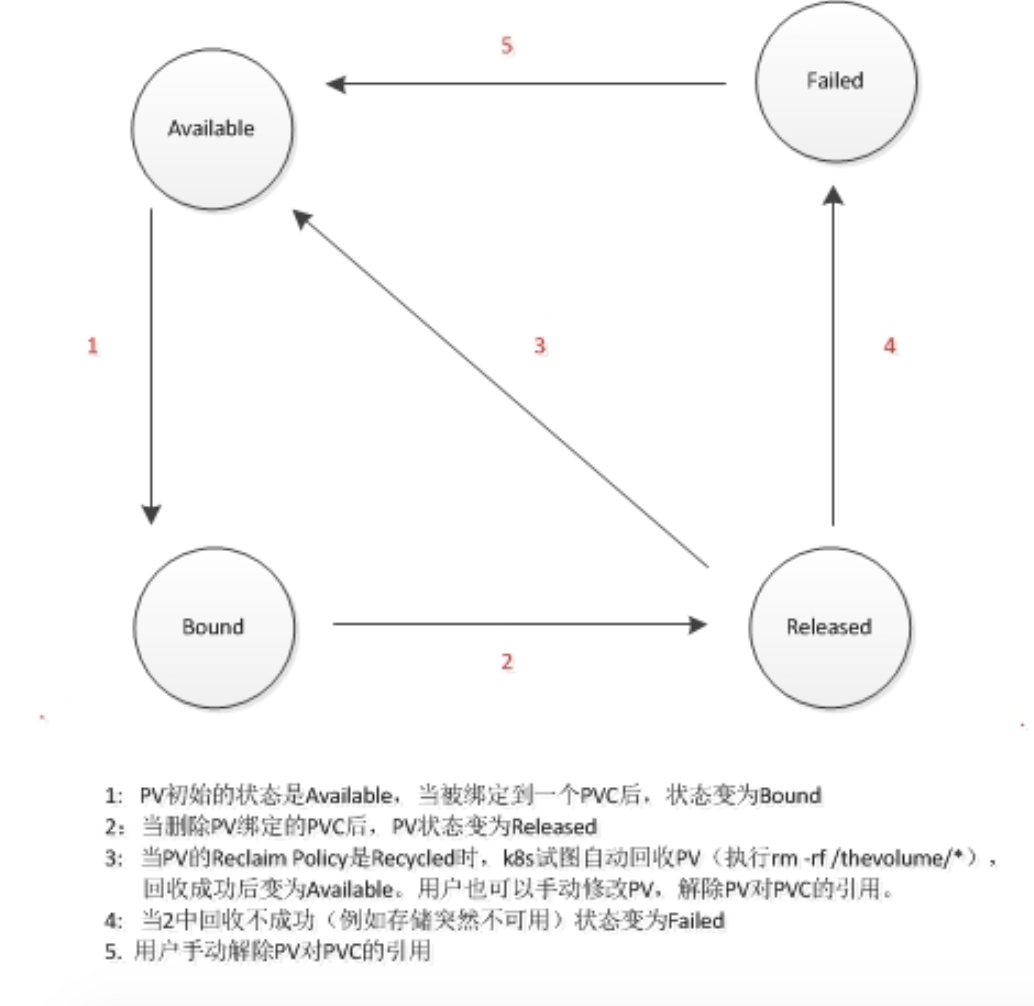 5
Failed
Available
1
3
4
Bound
Released
2
1: PV初始的状态是Available，当被绑定到一个PVC后，状态变为Bound
2：当删除PV绑定的PVC后，PV状态变为Released
3: 当PV的Reclaim Policy是Recycled时，k8s试图自动回收PV（执行rm -rf /thevolume/*），
回收成功后变为Available。用户也可以手动修改PV，解除PV对PVC的引用。
4: 当2中回收不成功（例如存储突然不可用）状态变为Failed
5. 用户手动解除PV对PVC的引用